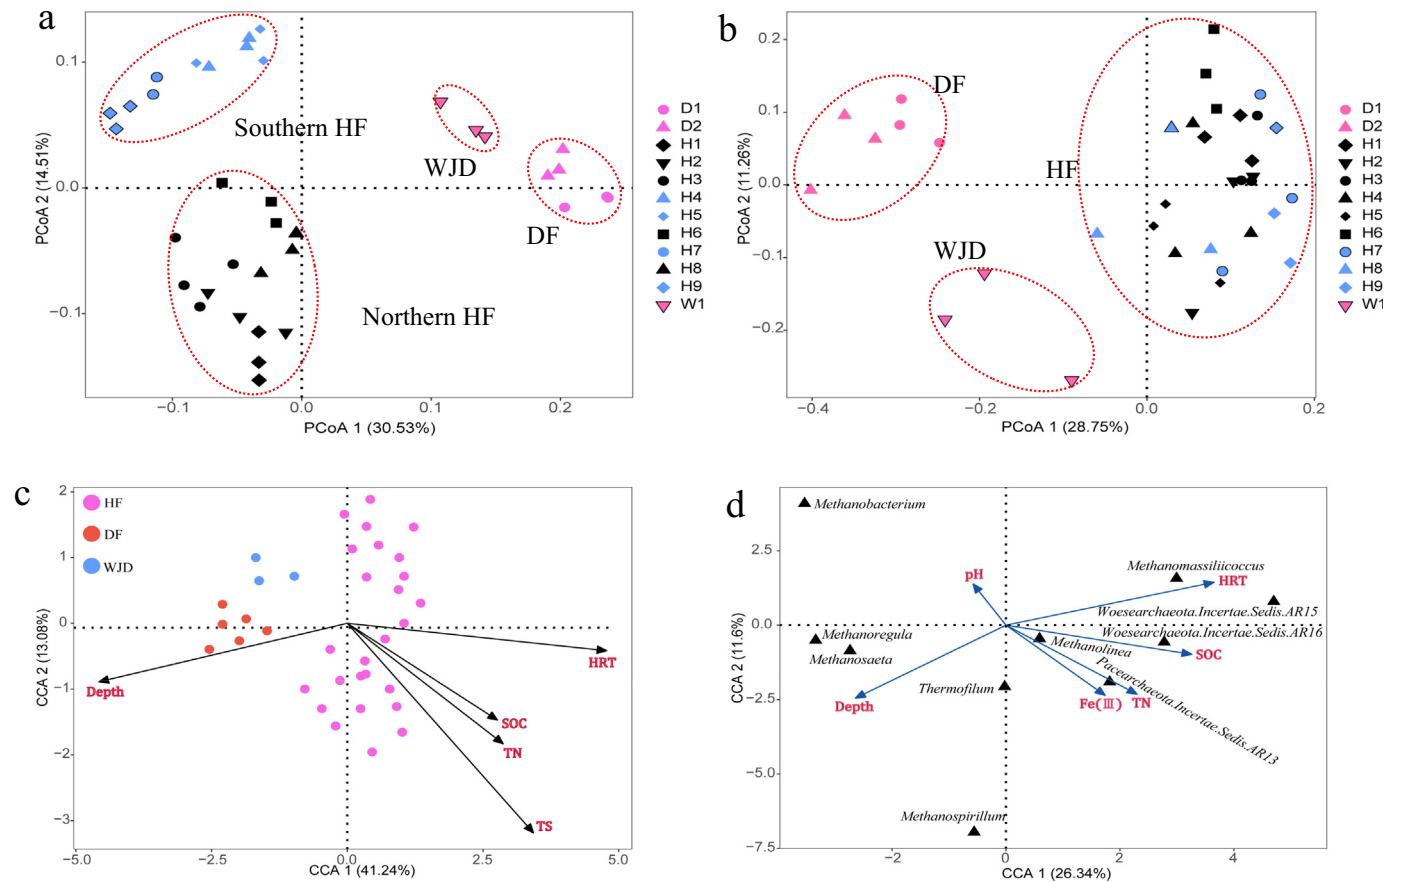 a
0.1
0.0
−0.1
PCoA 2 (14.51%)
Southern HF
WJD
DF
Northern HF
−0.1
0.0
0.1
0.2
PCoA 1 (30.53%)
D1
D2
H1
H2
H3
H4
H5
H6
H7
H8
H9
W1
b
0.2
0.1
0.0
−0.1
−0.2
PCoA 2 (11.26%)
DF
HF
WJD
−0.4
−0.2
0.0
0.2
PCoA 1 (28.75%)
D1
D2
H1
H2
H3
H4
H5
H6
H7
H8
H9
W1
c
2
1
0
−1
−2
−3
CCA 2 (13.08%)
HF
DF
WJD
Depth
HRT
SOC
TN
TS
−5.0
−2.5
0.0
2.5
5.0
CCA 1 (41.24%)
d
2.5
0.0
−2.5
−5.0
−7.5
CCA 2 (11.6%)
Methanobacterium
pH
Methanomassiliicoccus
HRT
Woesearchaeota.Incertae.Sedis.AR15
Woesearchaeota.Incertae.Sedis.AR16
Methanoregula
Methanolinea
SOC
Methanosaeta
Pacearchaeota.Incertae.Sedis.AR13
Thermofilum
Depth
Fe(Ⅲ)
TN
Methanospirillum
−2
0
2
4
CCA 1 (26.34%)